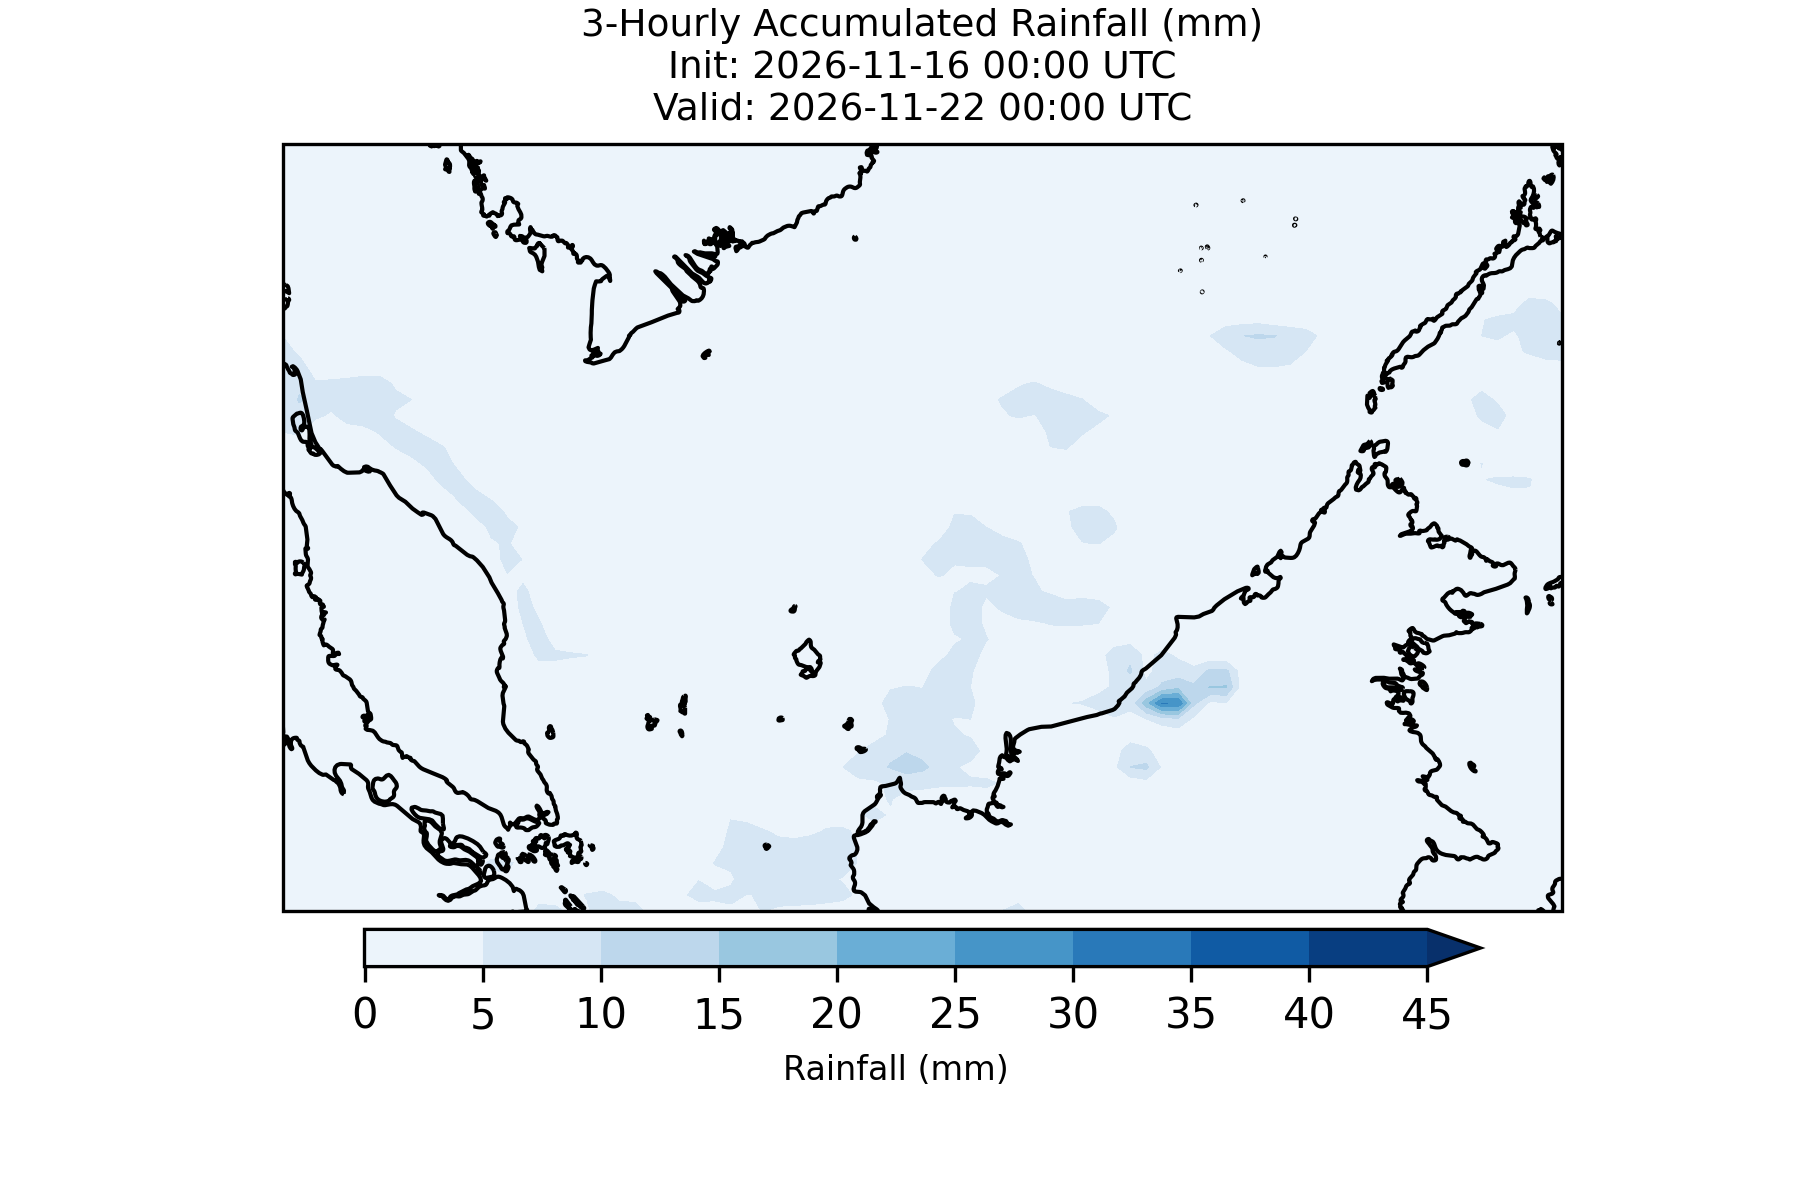 3-Hourly Accumulated Rainfall (mm)
Init: 2026-11-16 00:00 UTC
Valid: 2026-11-22 00:00 UTC
0 5 10 15 20 25 30 35 40 45
Rainfall (mm)